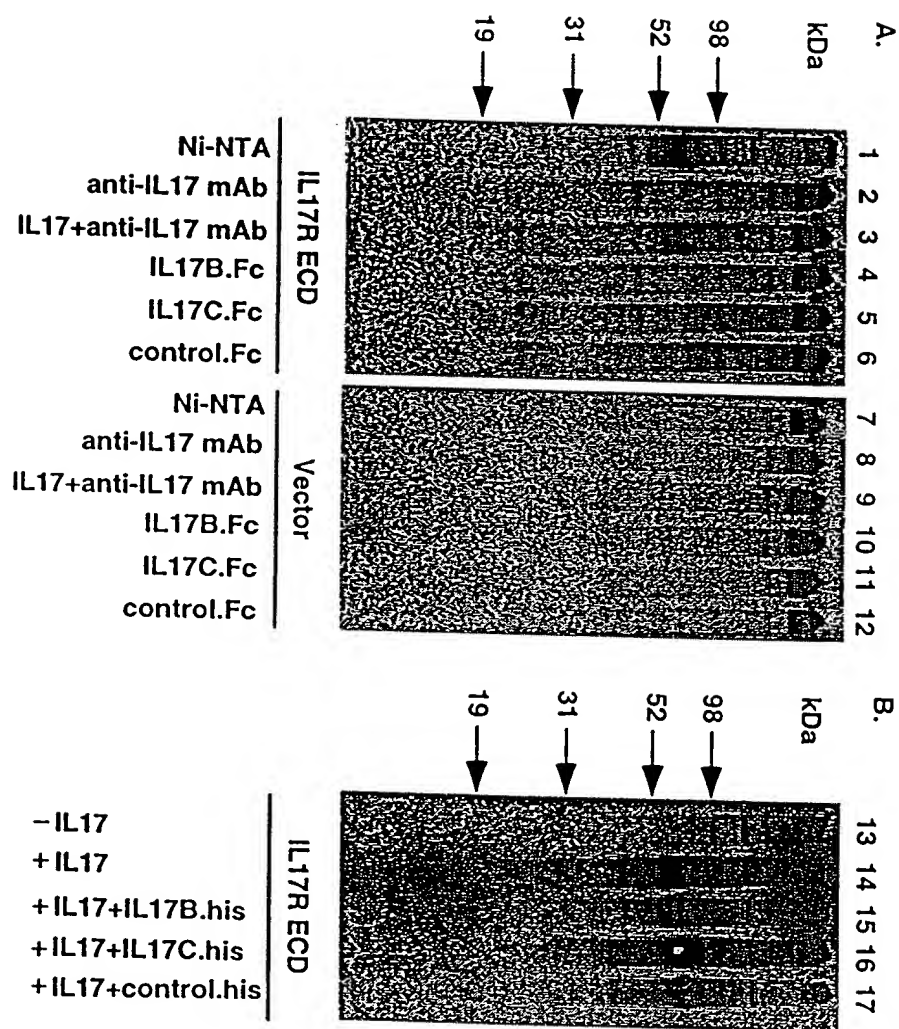 A.
kDa
98
52
31
19
1 2 3 4 5 6
7 8 9 10 11 12
Ni-NTA
anti-IL17 mAb
IL17+anti-IL17 mAb
IL17B.Fc
IL17C.Fc
control.Fc
IL17R ECD
Ni-NTA
anti-IL17 mAb
IL17+anti-IL17 mAb
IL17B.Fc
IL17C.Fc
control.Fc
Vector
B.
kDa
98
52
31
19
13 14 15 16 17
–IL17
+IL17
+IL17+IL17B.his
+IL17+IL17C.his
+IL17+control.his
IL17R ECD